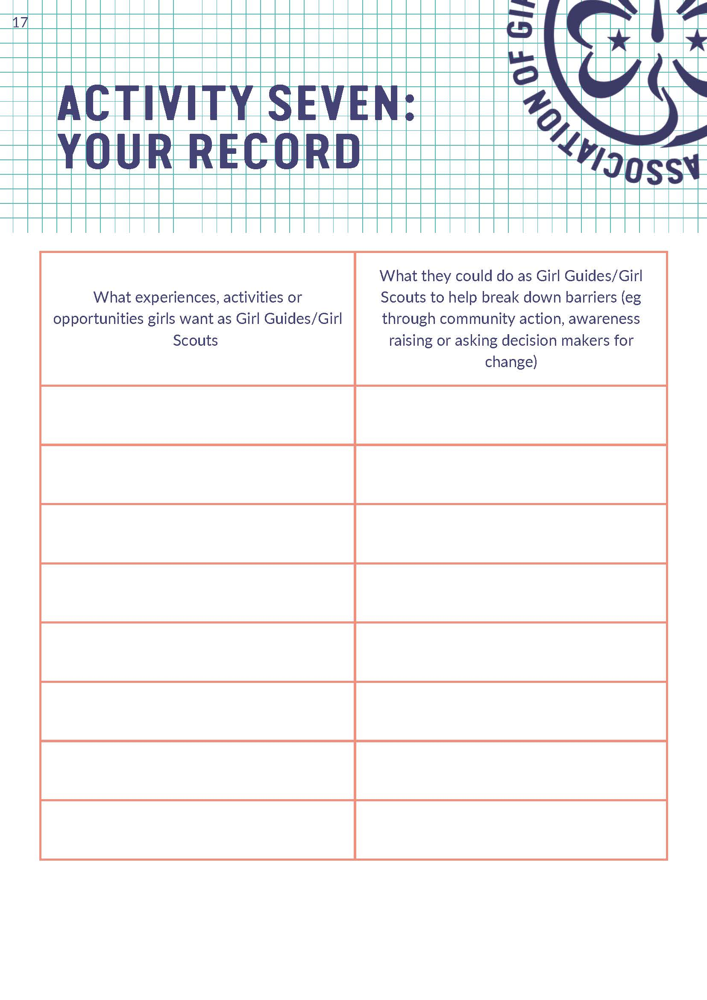 17
ACTIVITY SEVEN:
YOUR RECORD
ASSOCIATION OF
What experiences, activities or
opportunities girls want as Girl Guides/Girl
Scouts
What they could do as Girl Guides/Girl
Scouts to help break down barriers (eg
through community action, awareness
raising or asking decision makers for
change)